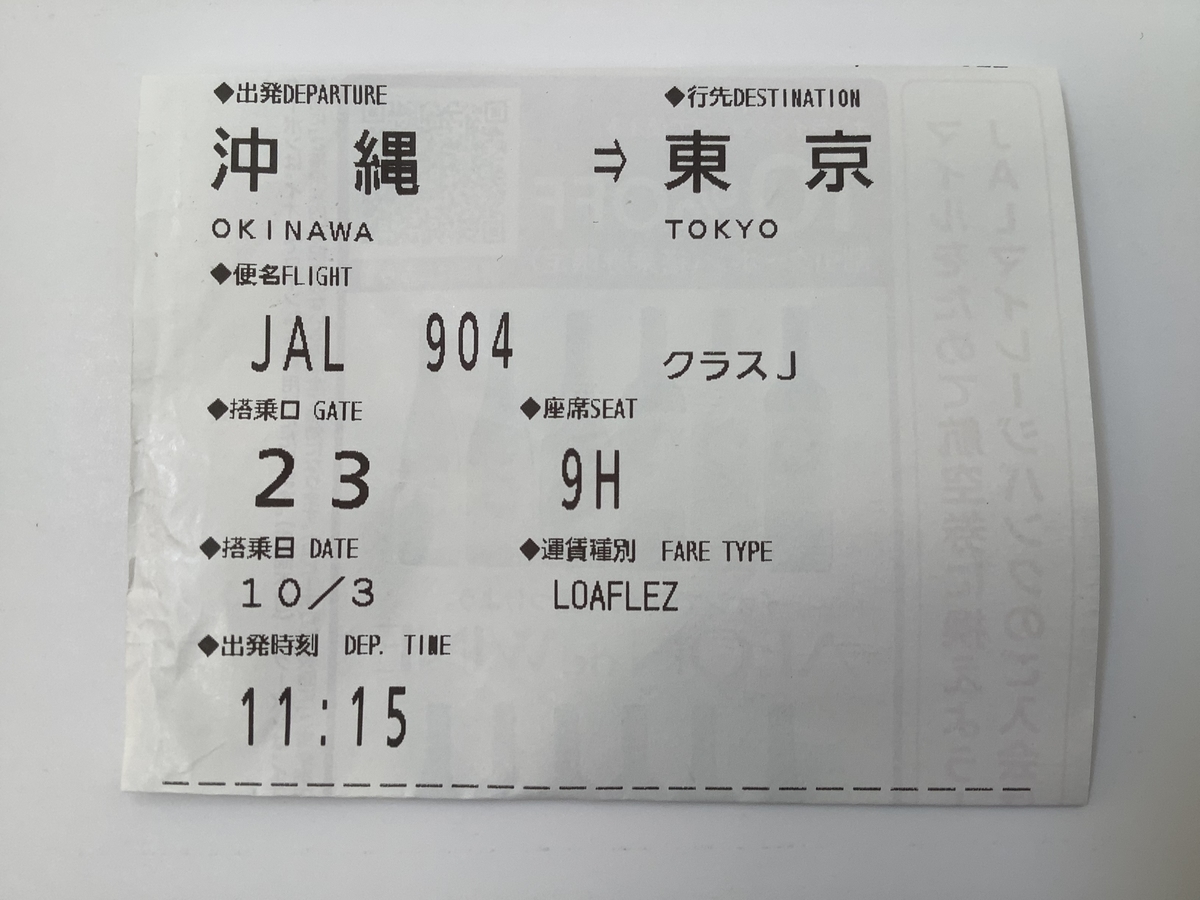 ◆出発DEPARTURE ◆行先DESTINATION
沖 縄 ⇒ 東 京
OKINAWA TOKYO
◆便名FLIGHT
JAL 904 クラスJ
◆搭乗口 GATE ◆座席SEAT
23 9H
◆搭乗日 DATE ◆運賃種別 FARE TYPE
10/3 LOAFLEZ
◆出発時刻 DEP. TIME
11:15